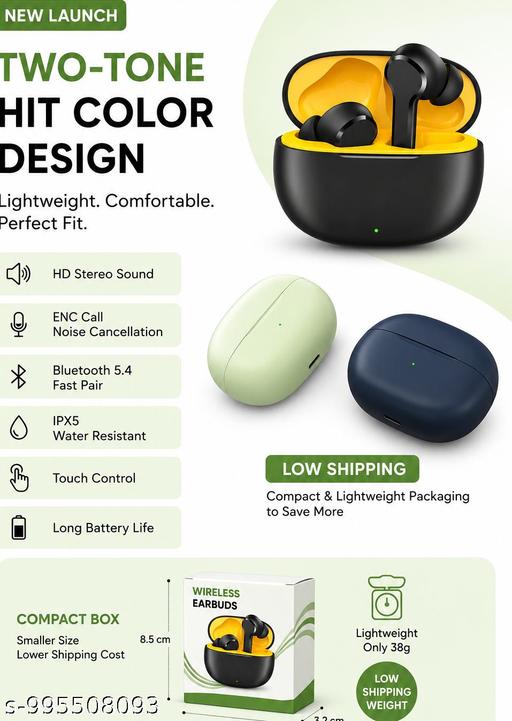 NEW LAUNCH
TWO-TONE
HIT COLOR
DESIGN
Lightweight. Comfortable.
Perfect Fit.
HD Stereo Sound
ENC Call
Noise Cancellation
Bluetooth 5.4
Fast Pair
IPX5
Water Resistant
Touch Control
Long Battery Life
LOW SHIPPING
Compact & Lightweight Packaging
to Save More
COMPACT BOX
Smaller Size
Lower Shipping Cost
8.5 cm
WIRELESS
EARBUDS
Lightweight
Only 38g
LOW
SHIPPING
WEIGHT
3.2 cm
s-995508093